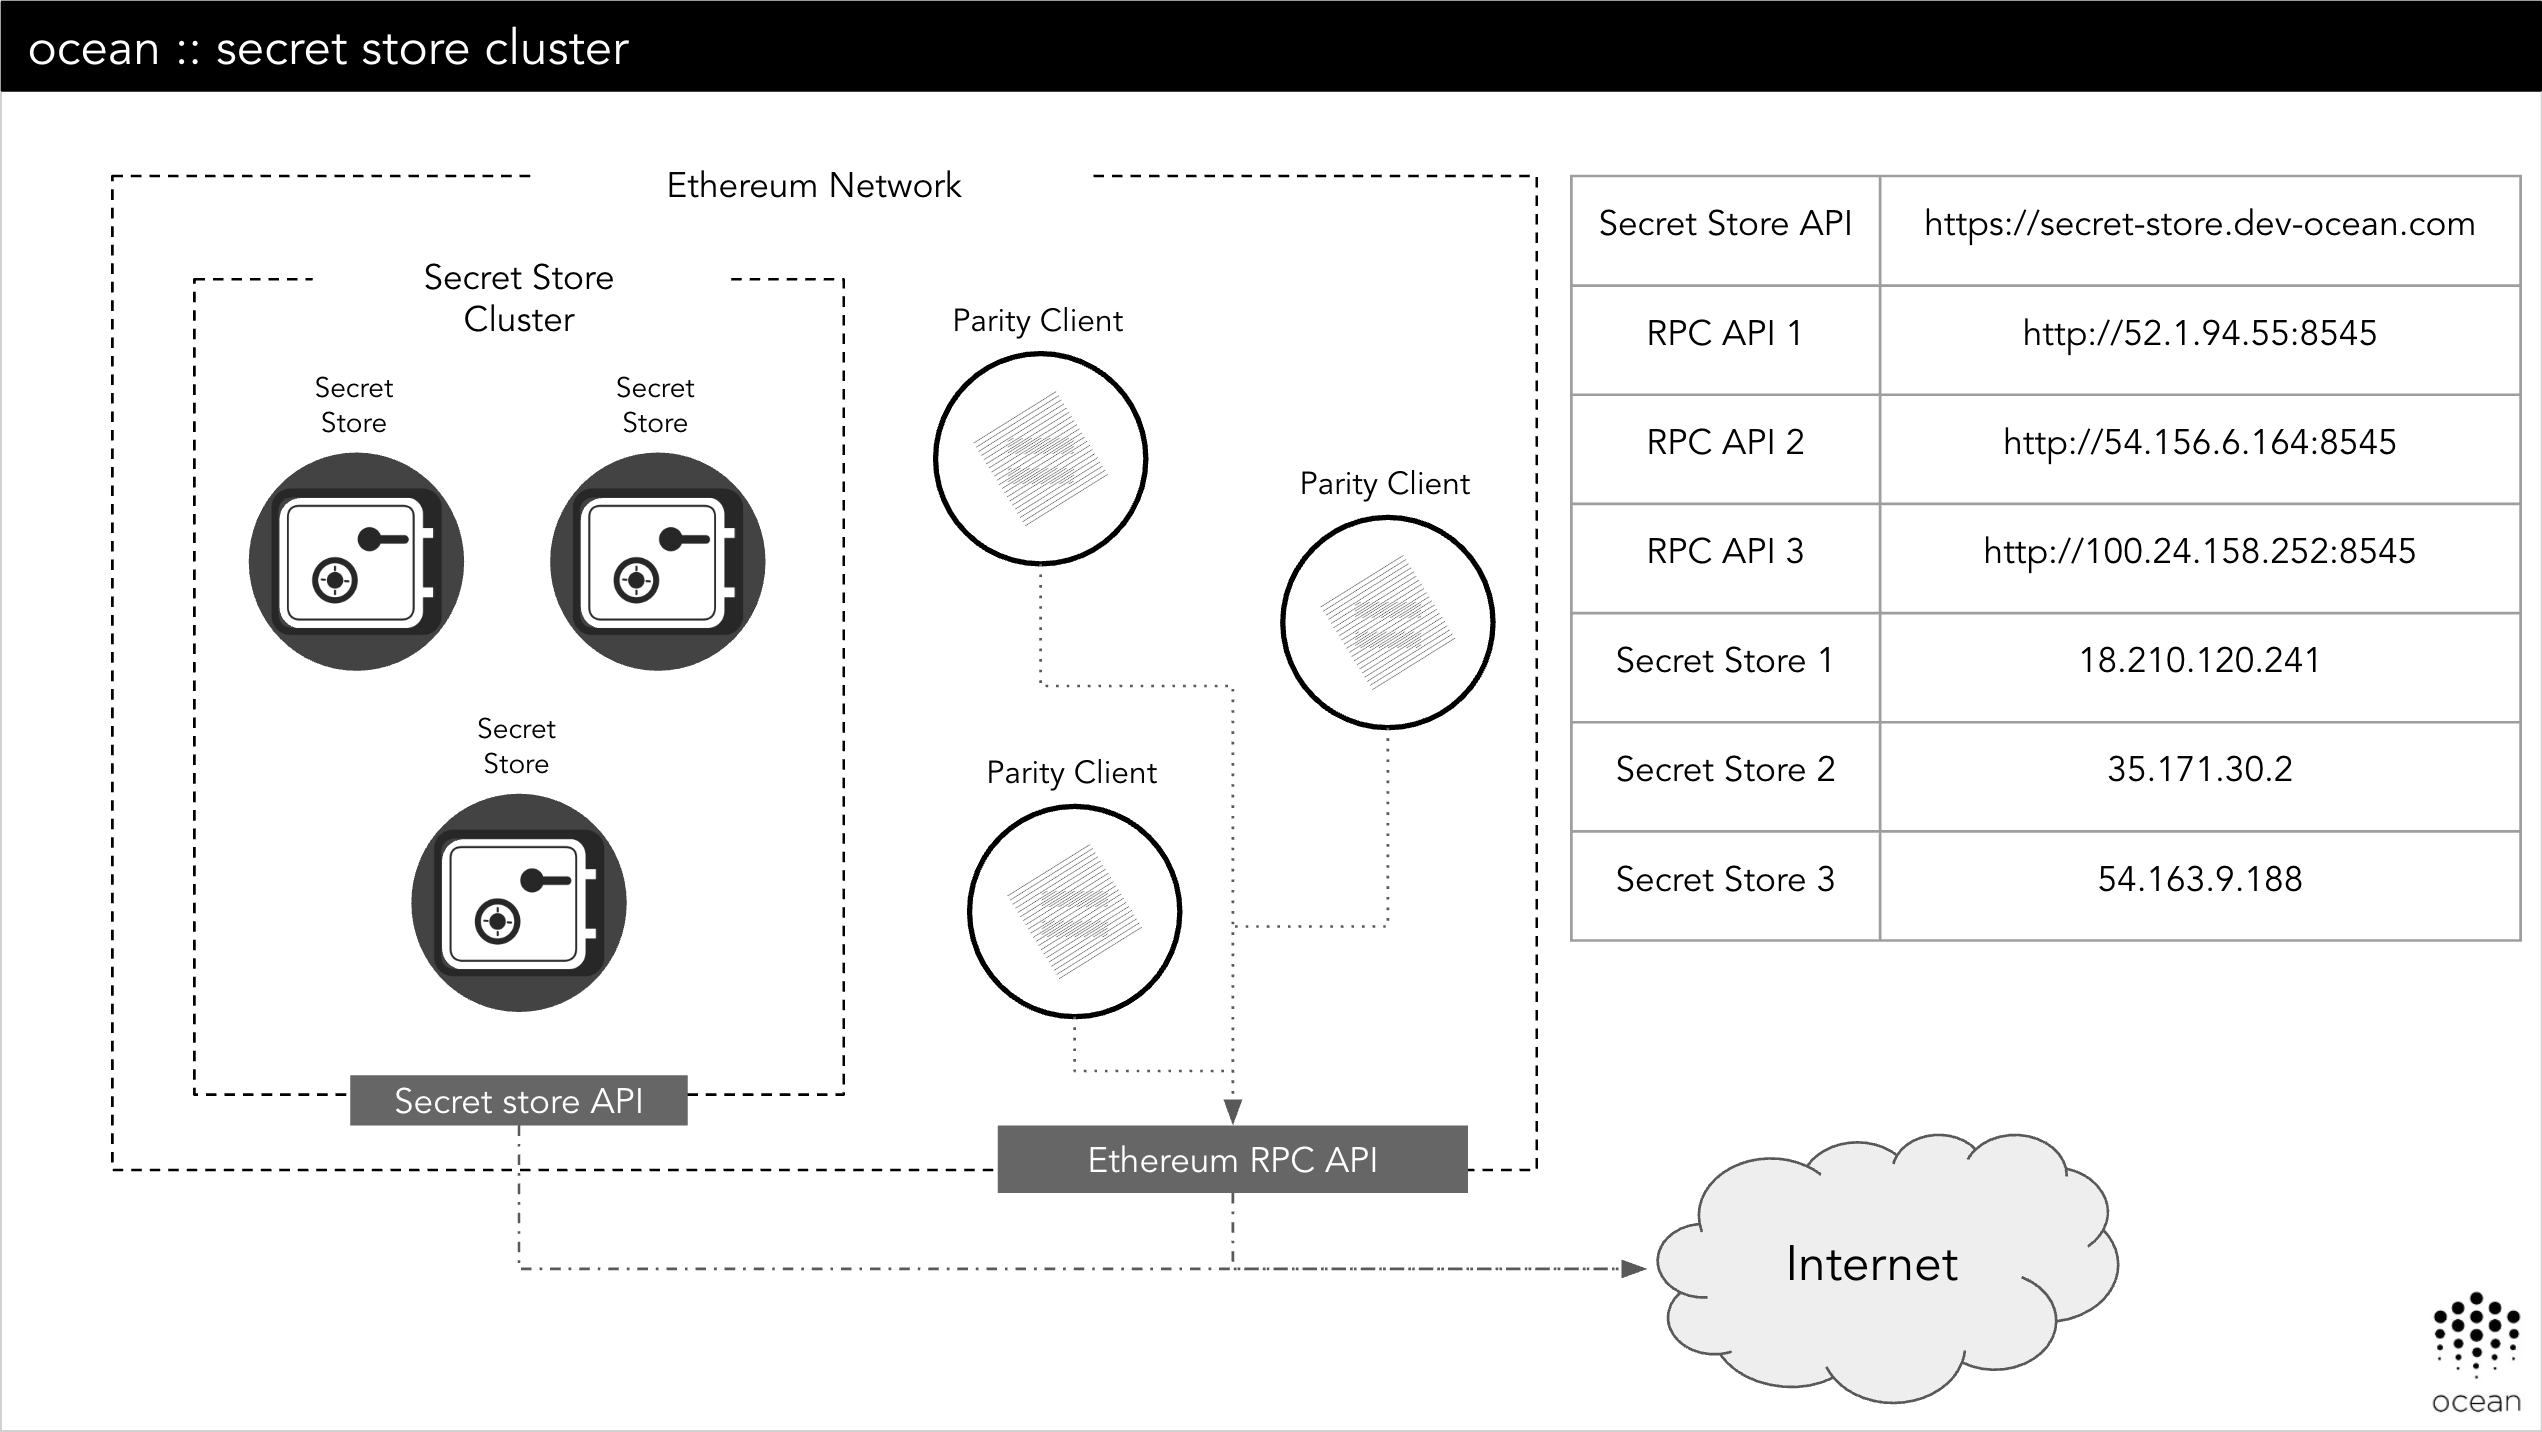 ocean :: secret store cluster
Ethereum Network
Secret Store
Cluster
Secret
Store
Secret
Store
Secret
Store
Secret store API
Parity Client
Parity Client
Parity Client
Ethereum RPC API
Secret Store API https://secret-store.dev-ocean.com
RPC API 1 http://52.1.94.55:8545
RPC API 2 http://54.156.6.164:8545
RPC API 3 http://100.24.158.252:8545
Secret Store 1 18.210.120.241
Secret Store 2 35.171.30.2
Secret Store 3 54.163.9.188
Internet
ocean